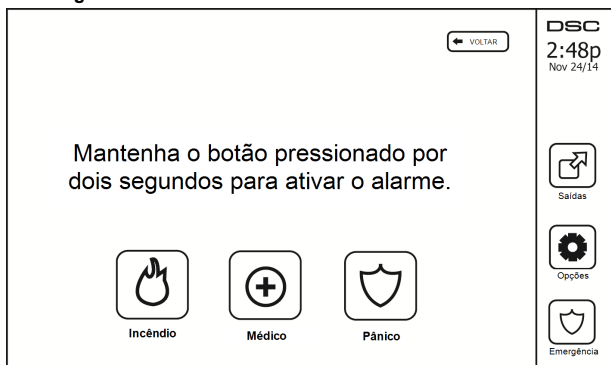 VOLTAR
DSC
2:48p
Nov 24/14
Mantenha o botão pressionado por
dois segundos para ativar o alarme.
Incêndio
Médico
Pânico
Saídas
Opções
Emergência